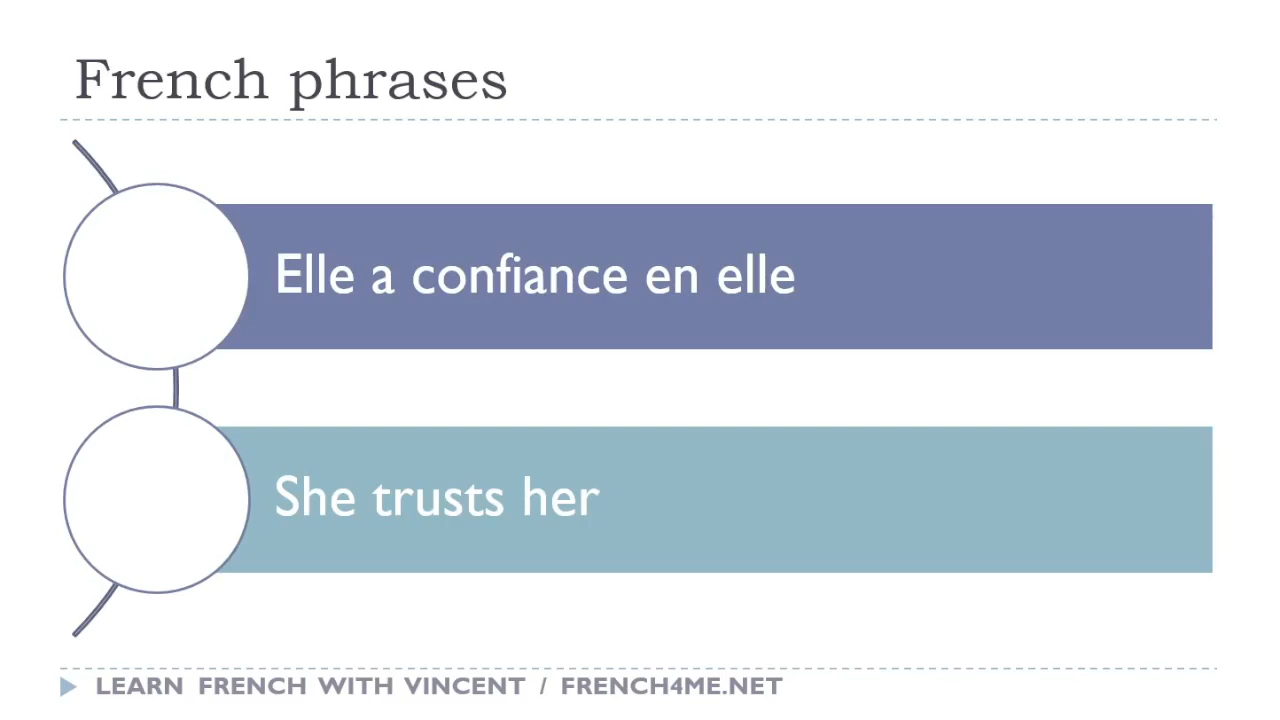 French phrases
Elle a confiance en elle
She trusts her
LEARN FRENCH WITH VINCENT / FRENCH4ME.NET